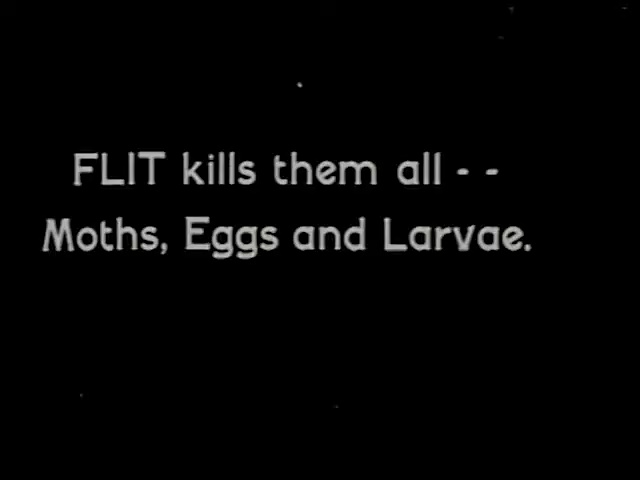 FLIT kills them all - -
Moths, Eggs and Larvae.